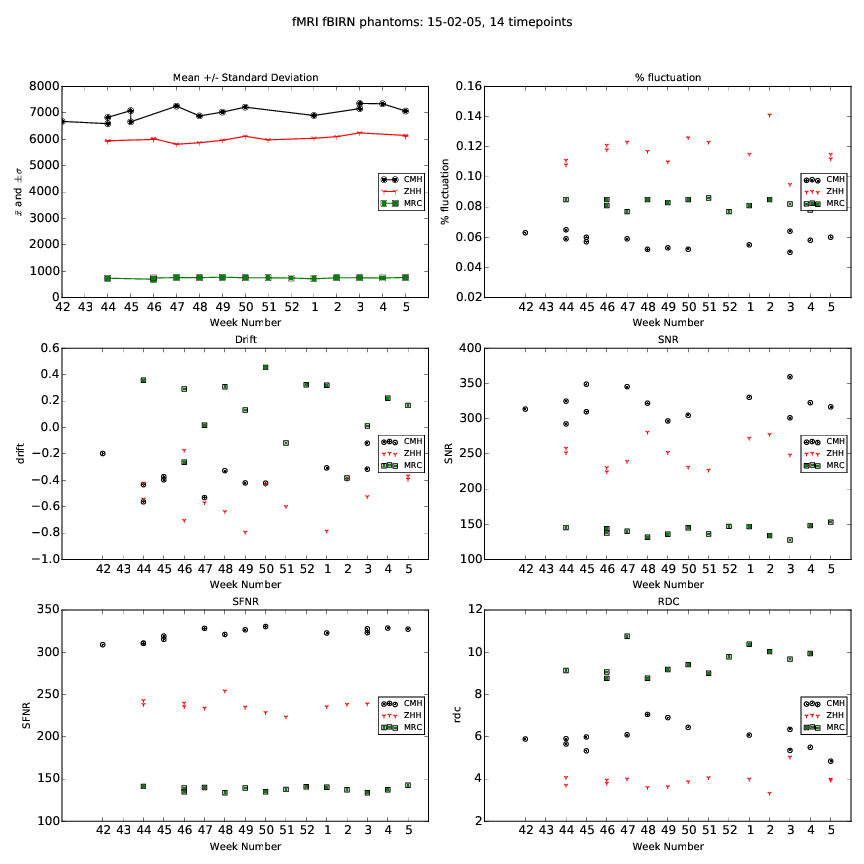 fMRI fBIRN phantoms: 15-02-05, 14 timepoints
Mean +/- Standard Deviation
8000
7000
6000
5000
4000
3000
2000
1000
0
x̄ and ±σ
CMH
ZHH
MRC
42 43 44 45 46 47 48 49 50 51 52 1 2 3 4 5
Week Number
% fluctuation
0.16
0.14
0.12
0.10
0.08
0.06
0.04
0.02
% fluctuation
CMH
ZHH
MRC
42 43 44 45 46 47 48 49 50 51 52 1 2 3 4 5
Week Number
Drift
0.6
0.4
0.2
0.0
−0.2
−0.4
−0.6
−0.8
−1.0
drift
CMH
ZHH
MRC
42 43 44 45 46 47 48 49 50 51 52 1 2 3 4 5
Week Number
SNR
400
350
300
250
200
150
100
SNR
CMH
ZHH
MRC
42 43 44 45 46 47 48 49 50 51 52 1 2 3 4 5
Week Number
SFNR
350
300
250
200
150
100
SFNR
CMH
ZHH
MRC
42 43 44 45 46 47 48 49 50 51 52 1 2 3 4 5
Week Number
RDC
12
10
8
6
4
2
rdc
CMH
ZHH
MRC
42 43 44 45 46 47 48 49 50 51 52 1 2 3 4 5
Week Number